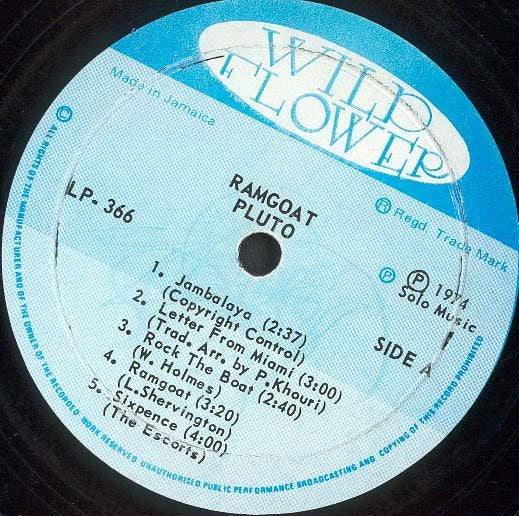 WILD
FLOWER
Made in Jamaica
® Regd. Trade Mark
RAMGOAT
PLUTO
LP-366
℗ 1974
℗ Solo Music
SIDE A
1. Jambalaya (2:37)
(Copyright Control)
2. Letter From Miami (3:00)
(Trad. Arr. by P. Khouri)
3. Rock The Boat (2:40)
(W. Holmes)
4. Ramgoat (3:20)
(L. Shervington)
5. Sixpence (4:00)
(The Escorts)
© ALL RIGHTS OF THE MANUFACTURER AND OF THE OWNER OF THE RECORDED WORK RESERVED UNAUTHORISED PUBLIC PERFORMANCE BROADCASTING AND COPYING OF THIS RECORD PROHIBITED